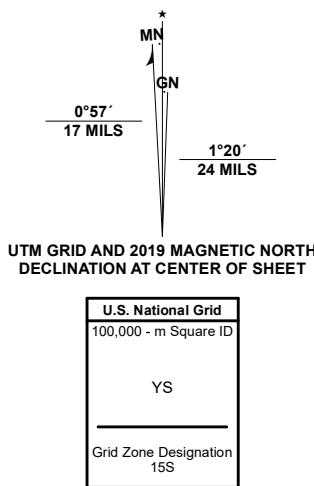 MN
GN
0°57´
17 MILS
1°20´
24 MILS
UTM GRID AND 2019 MAGNETIC NORTH
DECLINATION AT CENTER OF SHEET
U.S. National Grid
100,000 - m Square ID
YS
Grid Zone Designation
15S